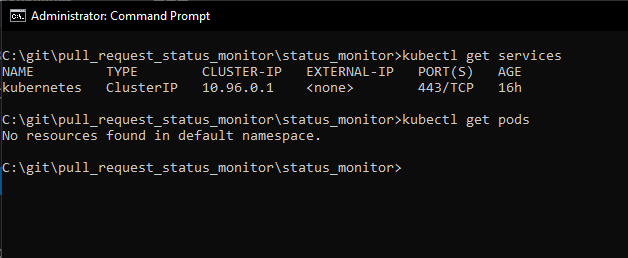 Administrator: Command Prompt
C:\git\pull_request_status_monitor\status_monitor>kubectl get services
NAME         TYPE        CLUSTER-IP   EXTERNAL-IP   PORT(S)   AGE
kubernetes   ClusterIP   10.96.0.1    <none>        443/TCP   16h
C:\git\pull_request_status_monitor\status_monitor>kubectl get pods
No resources found in default namespace.
C:\git\pull_request_status_monitor\status_monitor>